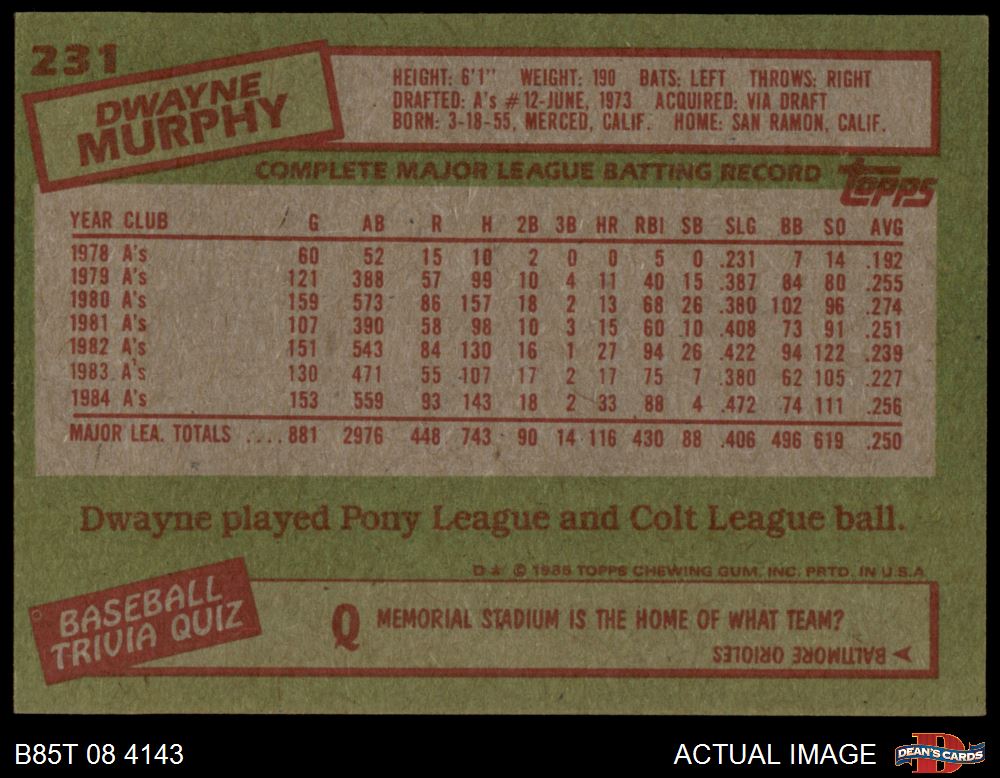 231
DWAYNE
MURPHY
HEIGHT: 6'1" WEIGHT: 190 BATS: LEFT THROWS: RIGHT
DRAFTED: A's #12-JUNE, 1973 ACQUIRED: VIA DRAFT
BORN: 3-18-55, MERCED, CALIF. HOME: SAN RAMON, CALIF.
COMPLETE MAJOR LEAGUE BATTING RECORD
topps
YEAR CLUB G AB R H 2B 3B HR RBI SB SLG BB SO AVG
1978 A's 60 52 15 10 2 0 0 5 0 .231 7 14 .192
1979 A's 121 388 57 99 10 4 11 40 15 .387 84 80 .255
1980 A's 159 573 86 157 18 2 13 68 26 .380 102 96 .274
1981 A's 107 390 58 98 10 3 15 60 10 .408 73 91 .251
1982 A's 151 543 84 130 16 1 27 94 26 .422 94 122 .239
1983 A's 130 471 55 107 17 2 17 75 7 .380 62 105 .227
1984 A's 153 559 93 143 18 2 33 88 4 .472 74 111 .256
MAJOR LEA. TOTALS .... 881 2976 448 743 90 14 116 430 88 .406 496 619 .250
Dwayne played Pony League and Colt League ball.
D★ © 1985 TOPPS CHEWING GUM, INC. PRTD. IN U.S.A
BASEBALL
TRIVIA QUIZ
Q MEMORIAL STADIUM IS THE HOME OF WHAT TEAM?
BALTIMORE ORIOLES
B85T 08 4143
ACTUAL IMAGE
DEAN'S CARDS